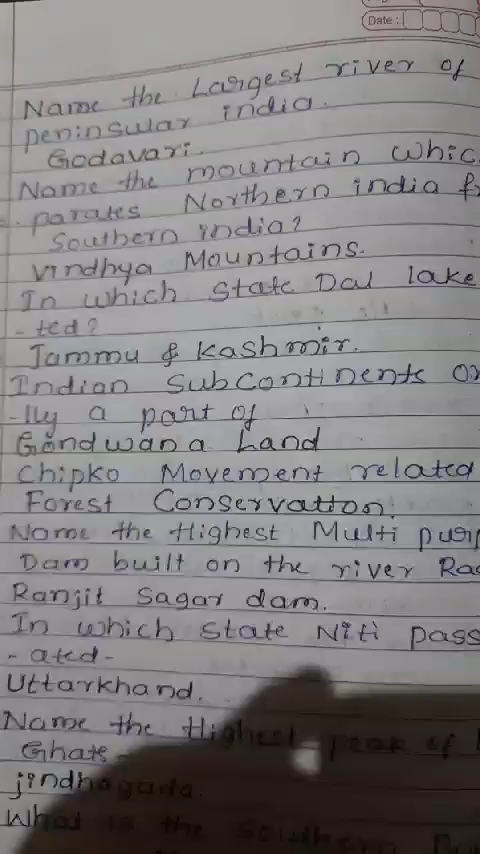 Date :
Name the Largest river of
peninsular india.
Godavari.
Name the mountain whic
parates Northern india
Southern india?
Vindhya Mountains.
In which State Dal lake
- ted?
Jammu & Kashmir.
Indian Subcontinents
- lly a part of
Gondwana Land
Chipko Movement related
Forest Conservation.
Name the Highest Multi
Dam built on the river
Ranjit Sagar dam.
In which State Niti pass
- ated -
Uttarkhand.
Name the Highest peak of
Ghats -
jindhagada.
What is the Southern